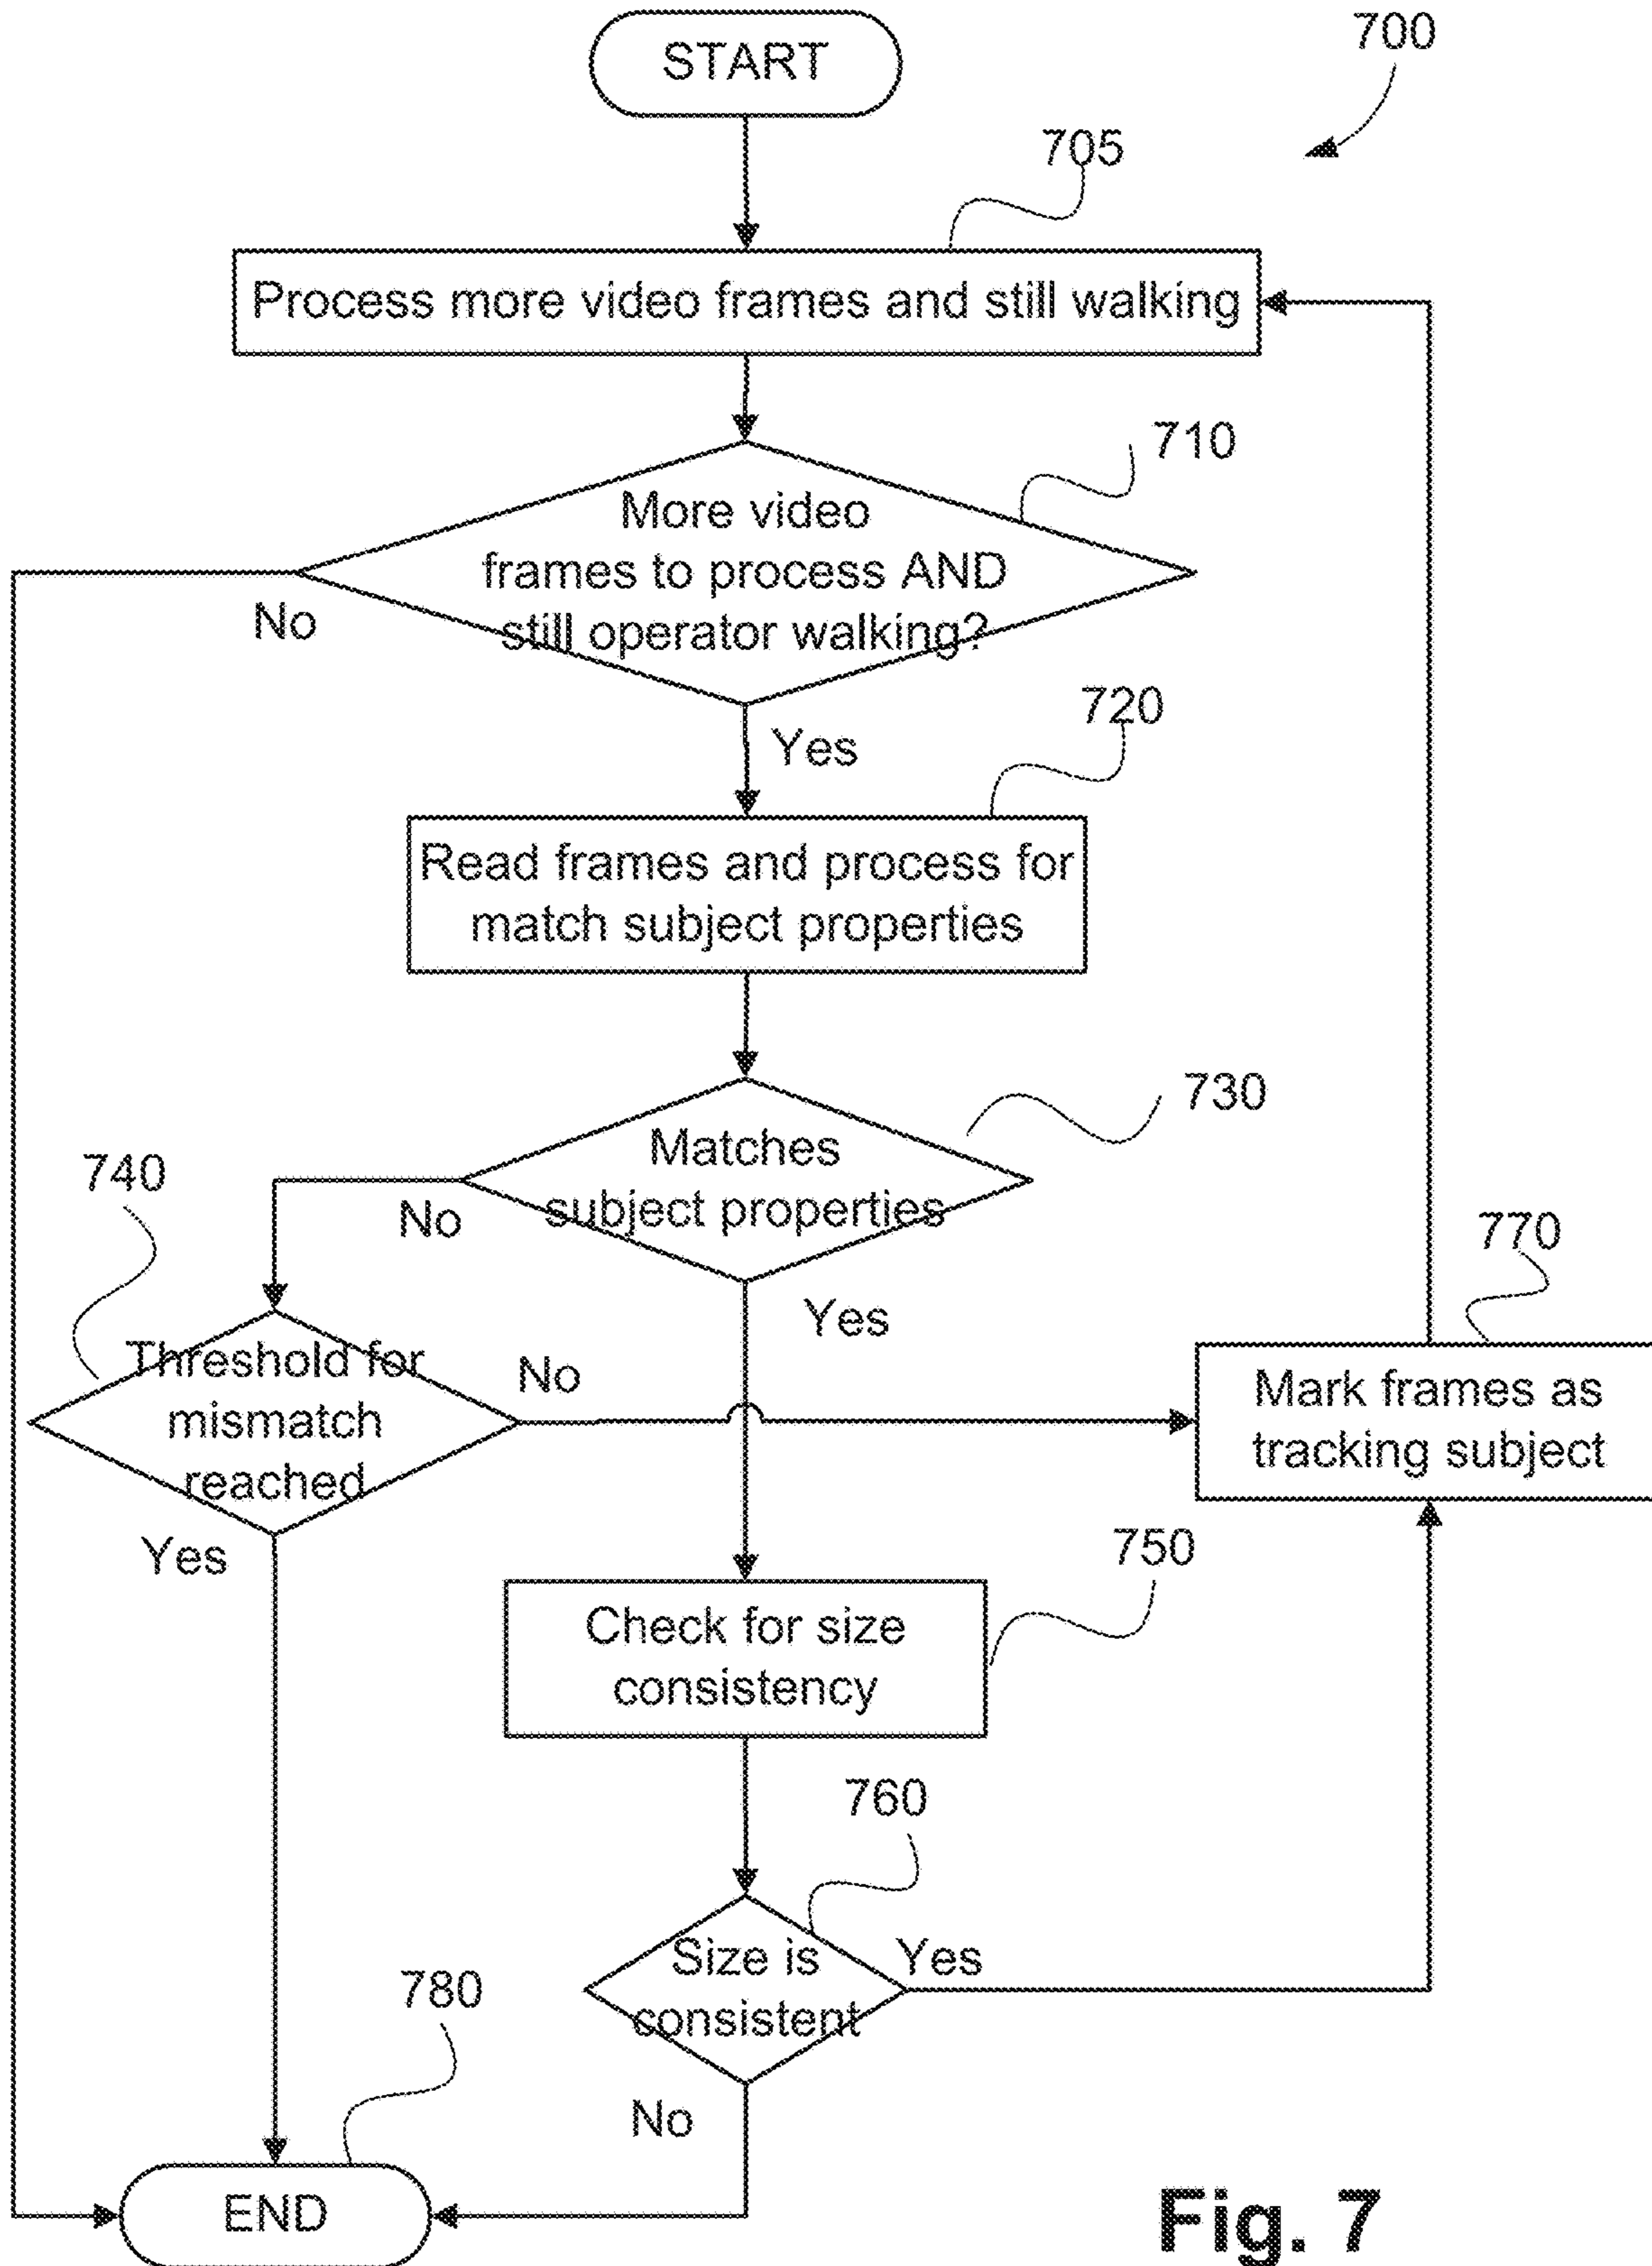 START
700
705
Process more video frames and still walking
710
More video
frames to process AND
still operator walking?
No
Yes
720
Read frames and process for
match subject properties
730
Matches
subject properties
No
Yes
740
Threshold for
mismatch
reached
No
Yes
770
Mark frames as
tracking subject
750
Check for size
consistency
760
Size is
consistent
Yes
No
780
END
Fig. 7